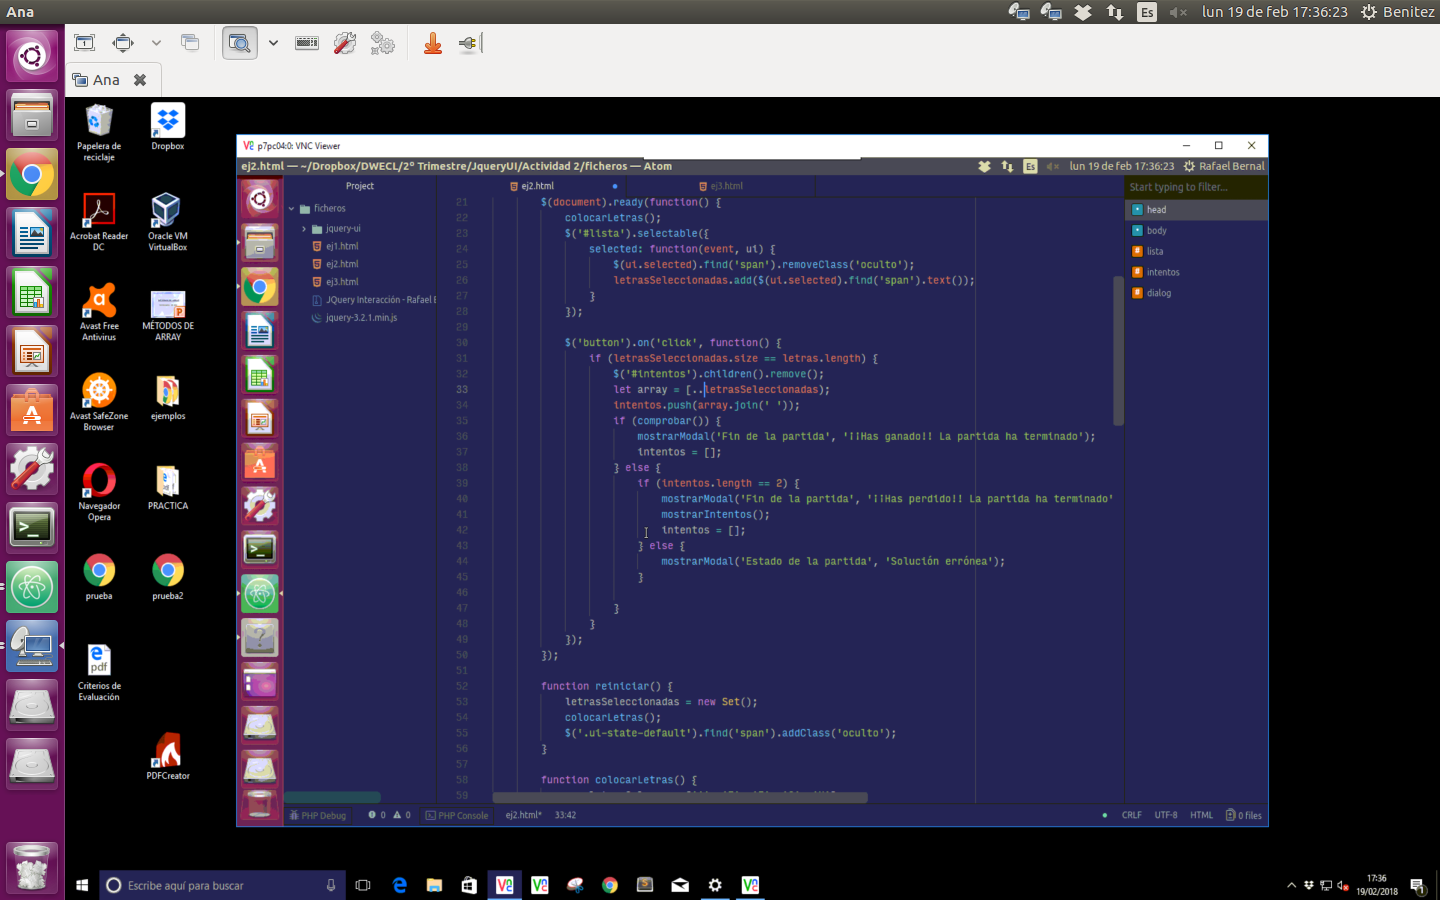 Ana
Es
lun 19 de feb 17:36:23
Benitez
Ana
Papelera de reciclaje
Dropbox
Acrobat Reader DC
Oracle VM VirtualBox
Avast Free Antivirus
MÉTODOS DE ARRAY
Avast SafeZone Browser
ejemplos
Navegador Opera
PRACTICA
prueba
prueba2
Criterios de Evaluación
PDFCreator
p7pc04:0: VNC Viewer
ej2.html — ~/Dropbox/DWECL/2º Trimestre/JqueryUI/Actividad 2/ficheros — Atom
Es
lun 19 de feb 17:36:23
Rafael Bernal
Project
ficheros
jquery-ui
ej1.html
ej2.html
ej3.html
JQuery Interacción - Rafael B
jquery-3.2.1.min.js
ej2.html
ej3.html
21 $(document).ready(function() {
22 colocarLetras();
23 $('#lista').selectable({
24 selected: function(event, ui) {
25 $(ui.selected).find('span').removeClass('oculto');
26 letrasSeleccionadas.add($(ui.selected).find('span').text());
27 }
28 });
29
30 $('button').on('click', function() {
31 if (letrasSeleccionadas.size == letras.length) {
32 $('#intentos').children().remove();
33 let array = [..letrasSeleccionadas);
34 intentos.push(array.join(' '));
35 if (comprobar()) {
36 mostrarModal('Fin de la partida', '¡¡Has ganado!! La partida ha terminado');
37 intentos = [];
38 } else {
39 if (intentos.length == 2) {
40 mostrarModal('Fin de la partida', '¡¡Has perdido!! La partida ha terminado'
41 mostrarIntentos();
42 intentos = [];
43 } else {
44 mostrarModal('Estado de la partida', 'Solución errónea');
45 }
46
47 }
48 }
49 });
50 });
51
52 function reiniciar() {
53 letrasSeleccionadas = new Set();
54 colocarLetras();
55 $('.ui-state-default').find('span').addClass('oculto');
56 }
57
58 function colocarLetras() {
59
Start typing to filter...
head
body
lista
intentos
dialog
PHP Debug
0
0
PHP Console
ej2.html*
33:42
CRLF
UTF-8
HTML
0 files
Escribe aquí para buscar
17:36
19/02/2018
1